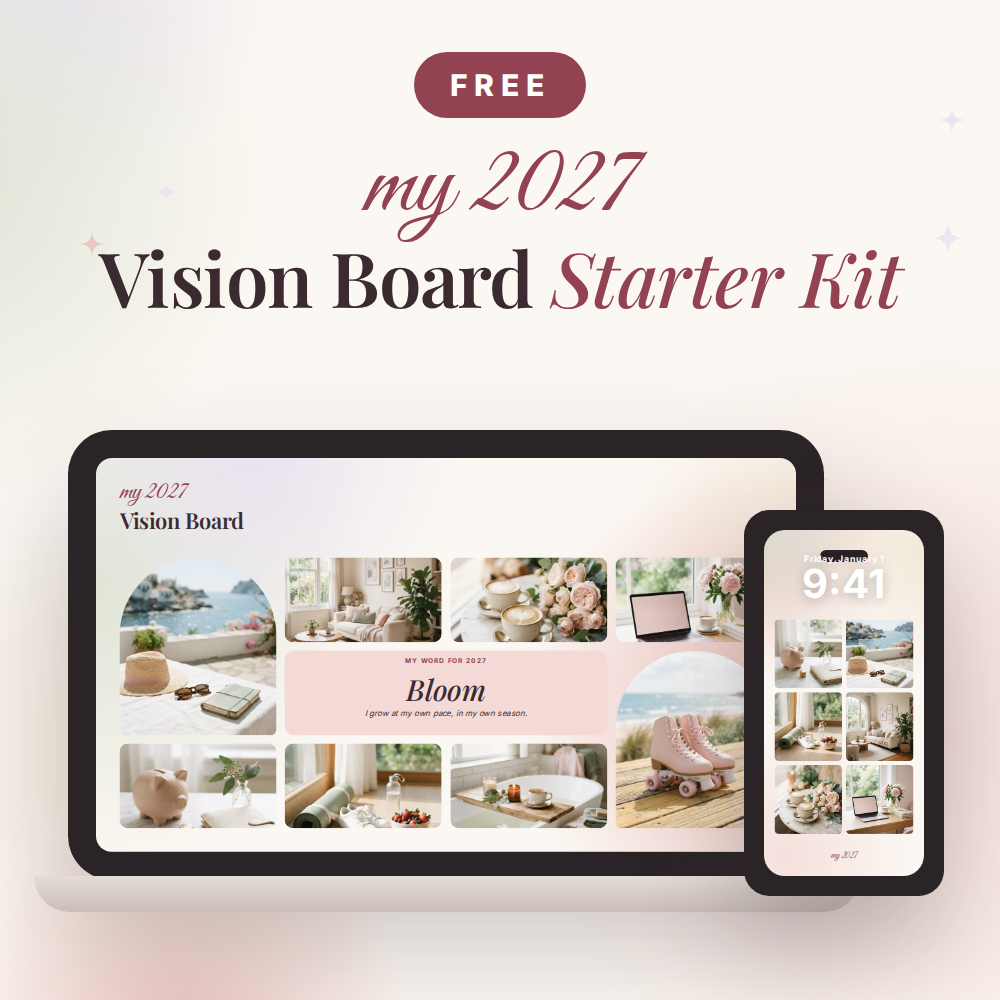 FREE
my 2027
Vision Board Starter Kit
my 2027
Vision Board
MY WORD FOR 2027
Bloom
I grow at my own pace, in my own season.
Friday, January 1
9:41
my 2027